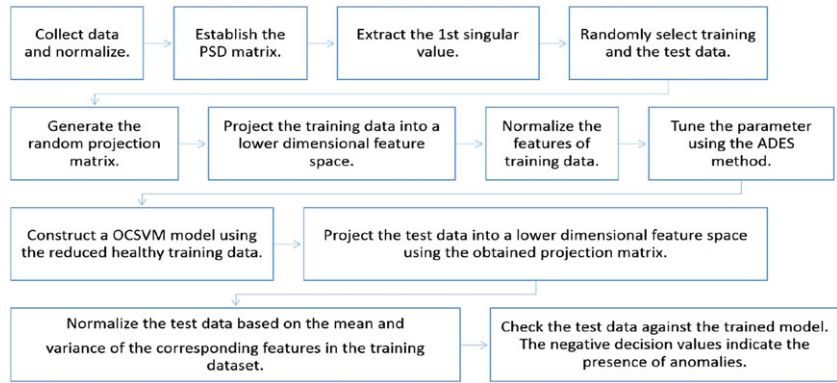 Collect data
and normalize.
Establish the
PSD matrix.
Extract the 1st singular
value.
Randomly select training
and the test data.
Generate the
random projection
matrix.
Project the training data into a
lower dimensional feature
space.
Normalize the
features of
training data.
Tune the parameter
using the ADES
method.
Construct a OCSVM model using
the reduced healthy training data.
Project the test data into a lower dimensional feature space
using the obtained projection matrix.
Normalize the test data based on the mean and
variance of the corresponding features in the training
dataset.
Check the test data against the trained model.
The negative decision values indicate the
presence of anomalies.